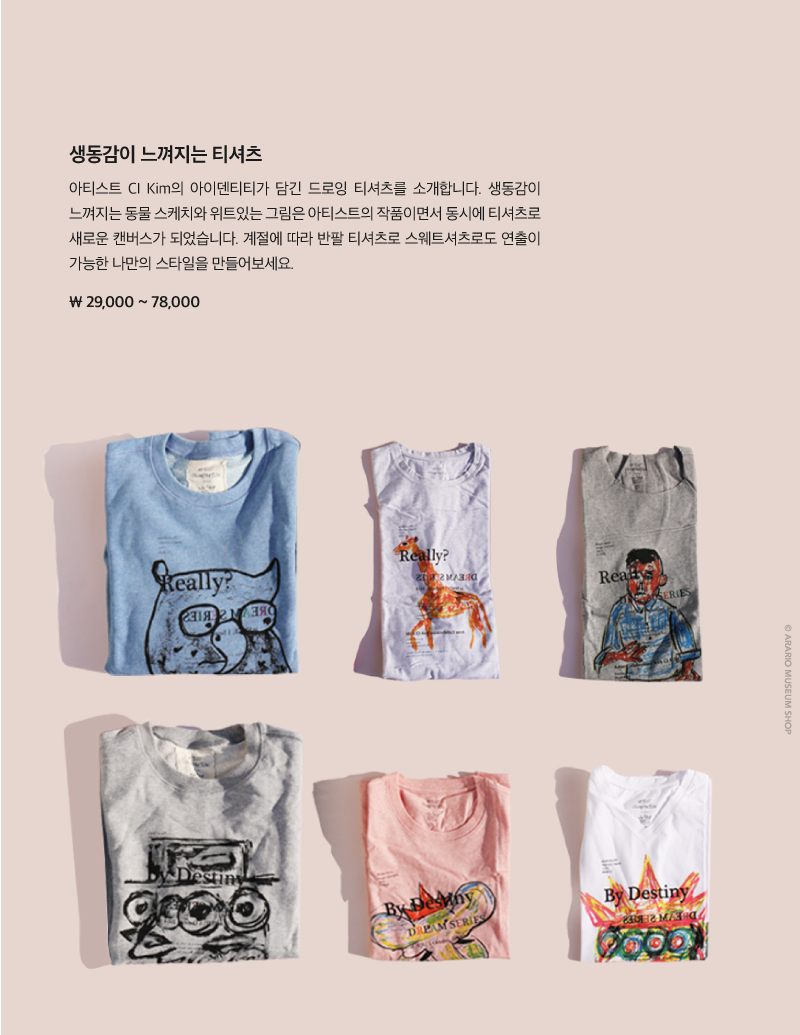 생동감이 느껴지는 티셔츠
아티스트 CI Kim의 아이덴티티가 담긴 드로잉 티셔츠를 소개합니다. 생동감이
느껴지는 동물 스케치와 위트있는 그림은 아티스트의 작품이면서 동시에 티셔츠로
새로운 캔버스가 되었습니다. 계절에 따라 반팔 티셔츠로 스웨트셔츠로도 연출이
가능한 나만의 스타일을 만들어보세요.
₩ 29,000 ~ 78,000
Really?
DREAM SERIES
Really?
DREAM SERIES
Really?
DREAM SERIES
© ARARIO MUSEUM SHOP
By Destiny
By Destiny
DREAM SERIES
By Destiny
DREAM SERIES